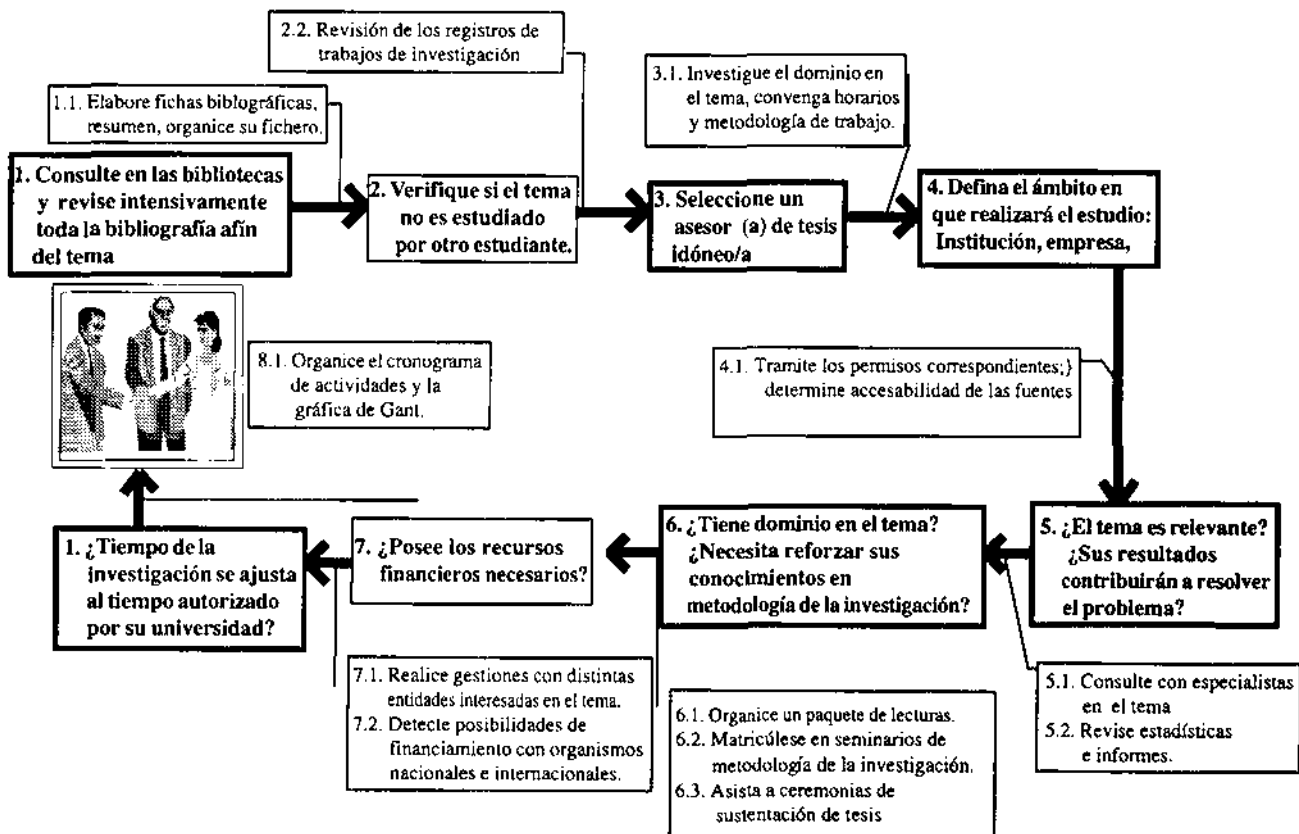 2.2. Revisión de los registros de
trabajos de investigación
1.1. Elabore fichas biblográficas,
resumen, organice su fichero.
3.1. Investigue el dominio en
el tema, convenga horarios
y metodología de trabajo.
1. Consulte en las bibliotecas
y revise intensivamente
toda la bibliografía afín
del tema
2. Verifique si el tema
no es estudiado
por otro estudiante.
3. Seleccione un
asesor (a) de tesis
idóneo/a
4. Defina el ámbito en
que realizará el estudio:
Institución, empresa,
8.1. Organice el cronograma
de actividades y la
gráfica de Gant.
4.1. Tramite los permisos correspondientes;}
determine accesabilidad de las fuentes
1. ¿Tiempo de la
investigación se ajusta
al tiempo autorizado
por su universidad?
7. ¿Posee los recursos
financieros necesarios?
6. ¿Tiene dominio en el tema?
¿Necesita reforzar sus
conocimientos en
metodología de la investigación?
5. ¿El tema es relevante?
¿Sus resultados
contribuirán a resolver
el problema?
7.1. Realice gestiones con distintas
entidades interesadas en el tema.
7.2. Detecte posibilidades de
financiamiento con organismos
nacionales e internacionales.
6.1. Organice un paquete de lecturas.
6.2. Matricúlese en seminarios de
metodología de la investigación.
6.3. Asista a ceremonias de
sustentación de tesis
5.1. Consulte con especialistas
en el tema
5.2. Revise estadísticas
e informes.